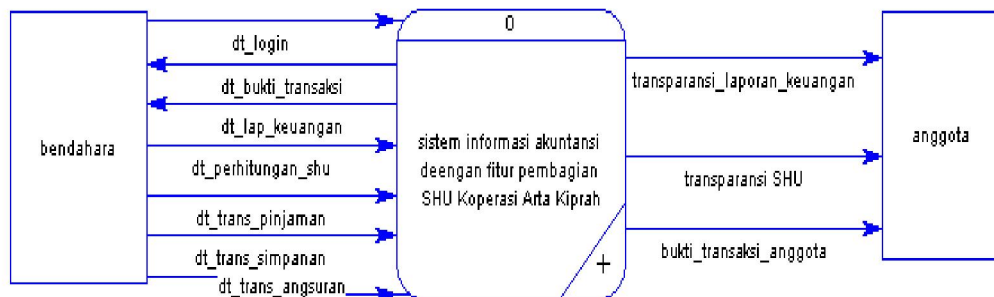 0
dt_login
dt_bukti_transaksi
dt_lap_keuangan
bendahara
dt_perhitungan_shu
dt_trans_pinjaman
dt_trans_simpanan
dt_trans_angsuran
sistem informasi akuntansi
deengan fitur pembagian
SHU Koperasi Arta Kiprah
+
transparansi_laporan_keuangan
transparansi SHU
bukti_transaksi_anggota
anggota